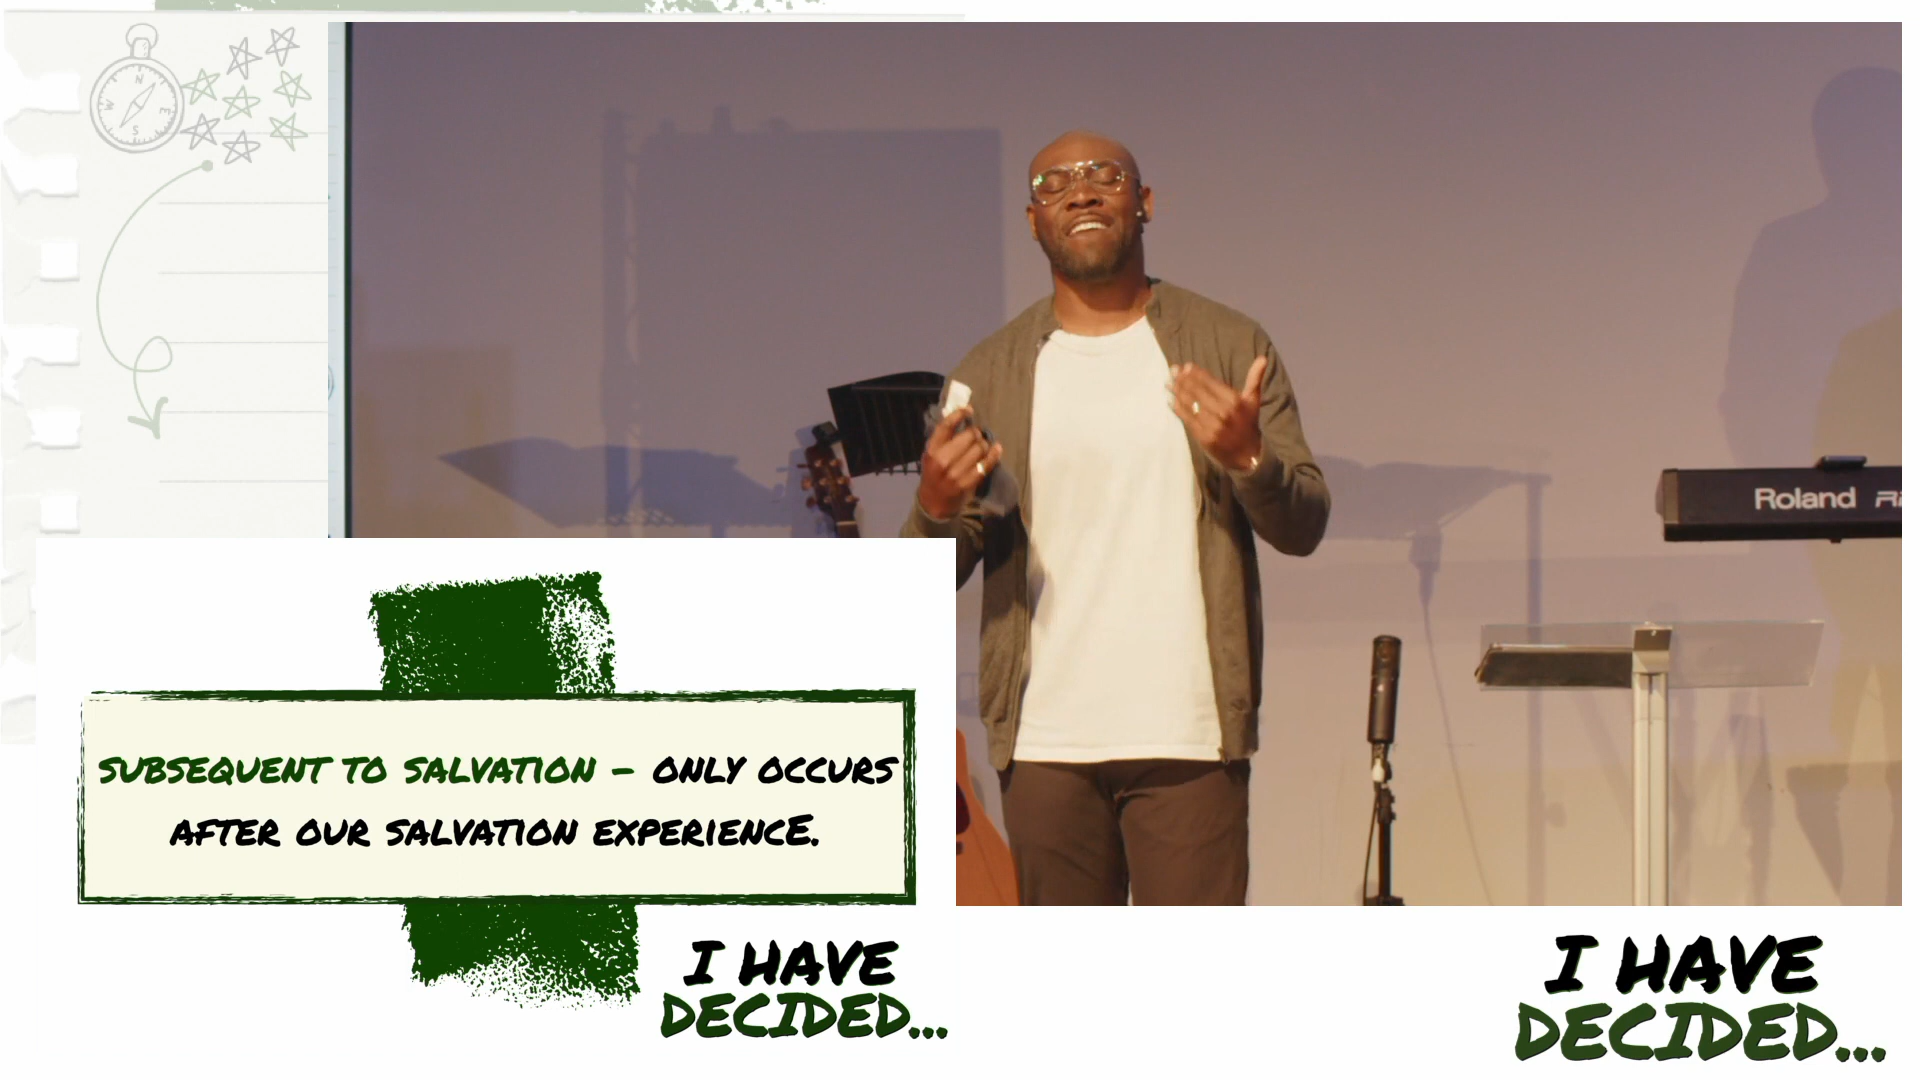 N
W
E
S
Roland
SUBSEQUENT TO SALVATION – ONLY OCCURS
AFTER OUR SALVATION EXPERIENCE.
I HAVE
DECIDED...
I HAVE
DECIDED...